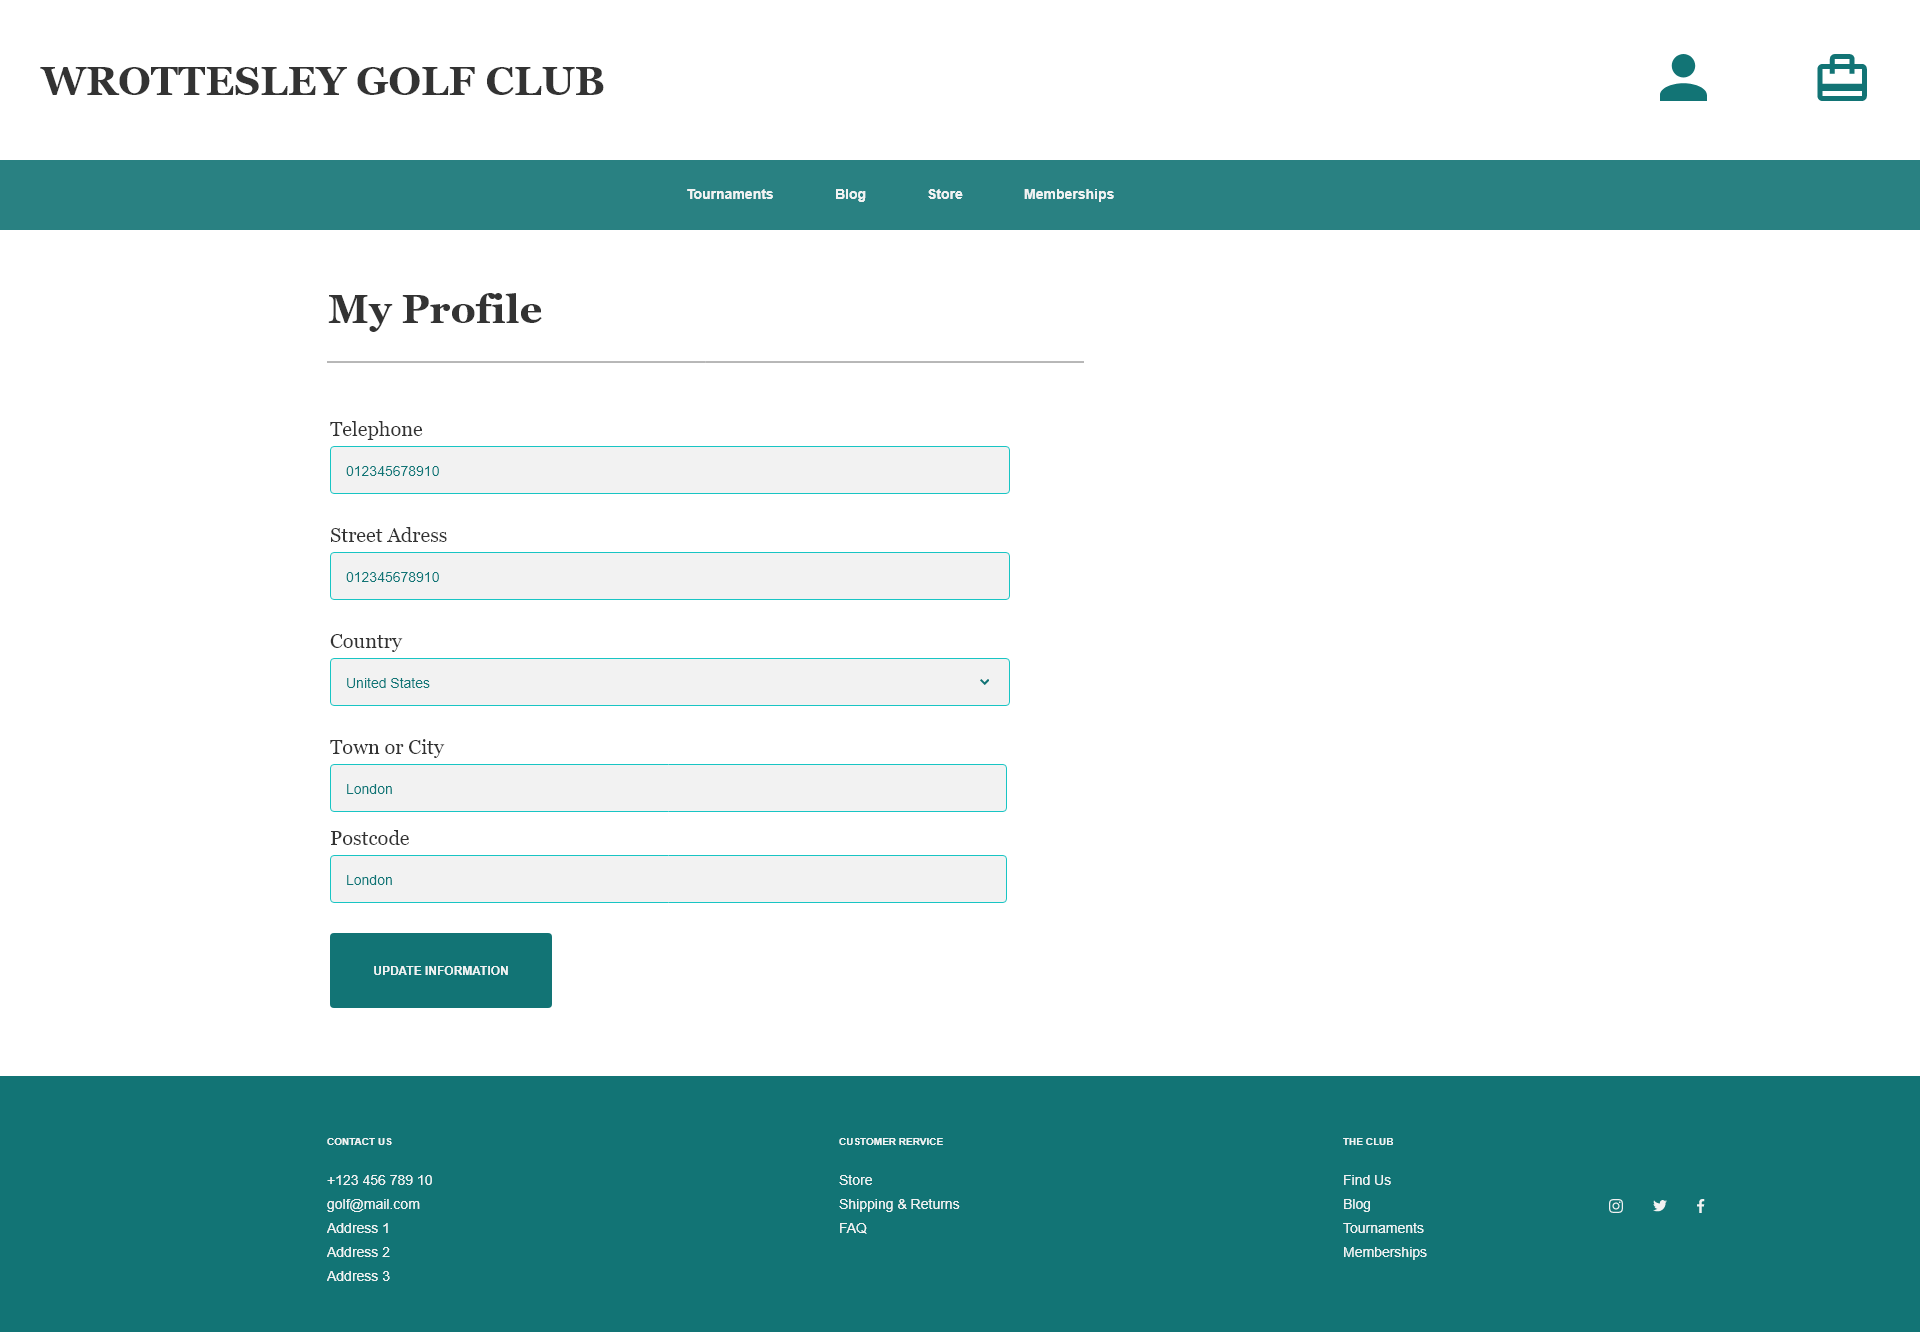 WROTTESLEY GOLF CLUB
Tournaments Blog Store Memberships
My Profile
Telephone
012345678910
Street Adress
012345678910
Country
United States
Town or City
London
Postcode
London
UPDATE INFORMATION
CONTACT US
+123 456 789 10
golf@mail.com
Address 1
Address 2
Address 3
CUSTOMER RERVICE
Store
Shipping & Returns
FAQ
THE CLUB
Find Us
Blog
Tournaments
Memberships